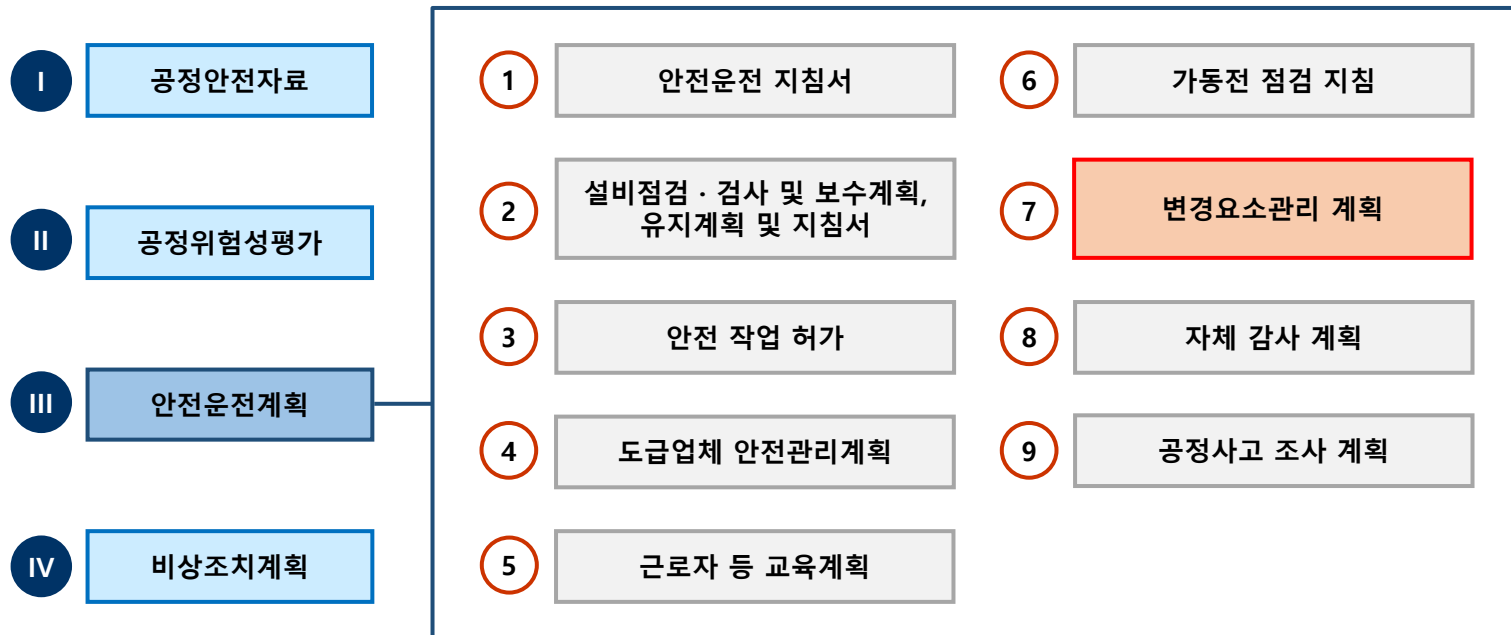 I
공정안전자료
II
공정위험성평가
III
안전운전계획
IV
비상조치계획
1
안전운전 지침서
2
설비점검 · 검사 및 보수계획,
유지계획 및 지침서
3
안전 작업 허가
4
도급업체 안전관리계획
5
근로자 등 교육계획
6
가동전 점검 지침
7
변경요소관리 계획
8
자체 감사 계획
9
공정사고 조사 계획